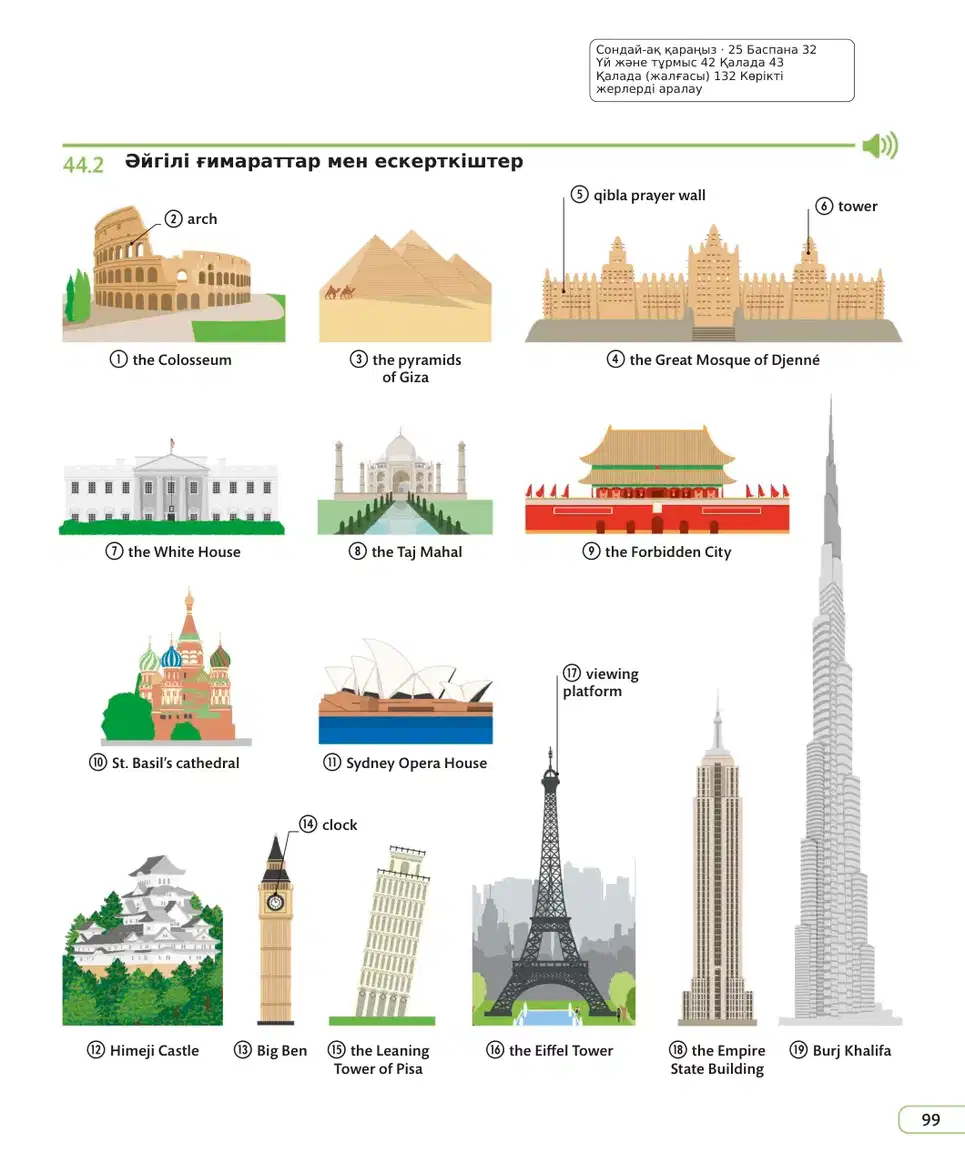 Сондай-ақ қараңыз · 25 Баспана 32
Үй және тұрмыс 42 Қалада 43
Қалада (жалғасы) 132 Көрікті
жерлерді аралау
44.2 Әйгілі ғимараттар мен ескерткіштер
⑤ qibla prayer wall
⑥ tower
② arch
① the Colosseum
③ the pyramids
of Giza
④ the Great Mosque of Djenné
⑦ the White House
⑧ the Taj Mahal
⑨ the Forbidden City
⑰ viewing
platform
⑩ St. Basil’s cathedral
⑪ Sydney Opera House
⑭ clock
⑫ Himeji Castle
⑬ Big Ben
⑮ the Leaning
Tower of Pisa
⑯ the Eiffel Tower
⑱ the Empire
State Building
⑲ Burj Khalifa
99